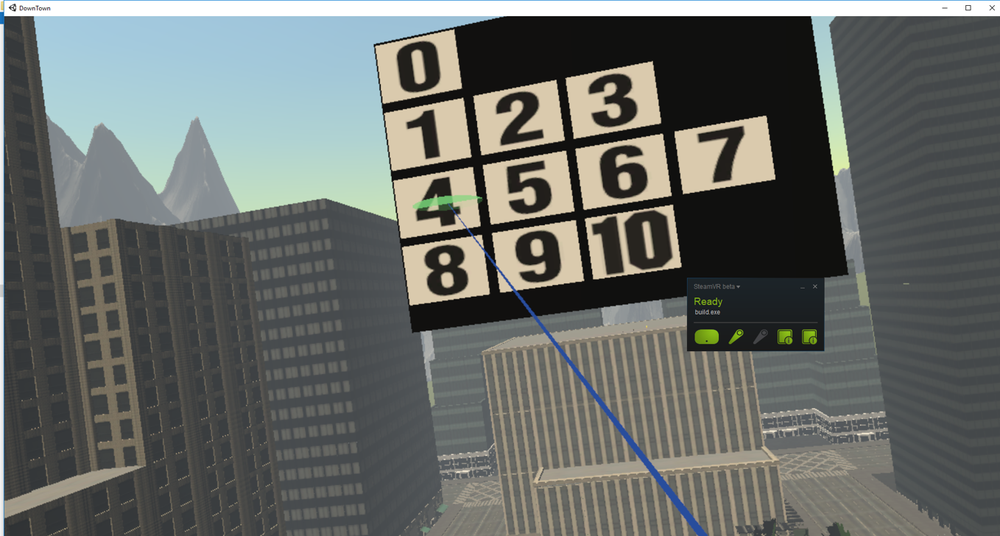 DownTown
0
1 2 3
4 5 6 7
8 9 10
SteamVR beta
Ready
build.exe